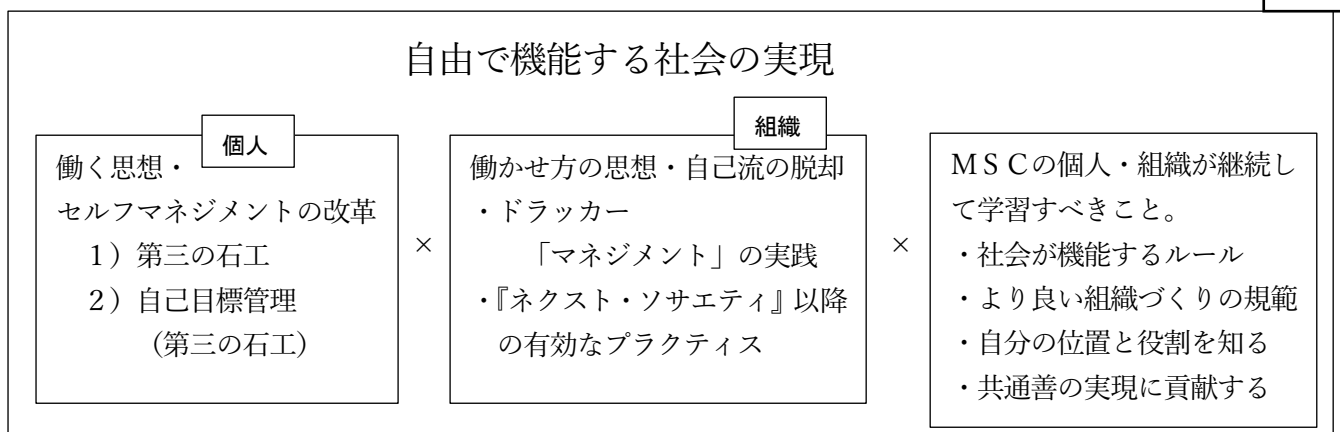 自由で機能する社会の実現
個人
働く思想・
セルフマネジメントの改革
1）第三の石工
2）自己目標管理
(第三の石工)
×
組織
働かせ方の思想・自己流の脱却
・ドラッカー
「マネジメント」の実践
・『ネクスト・ソサエティ』以降
の有効なプラクティス
×
ＭＳＣの個人・組織が継続し
て学習すべきこと。
・社会が機能するルール
・より良い組織づくりの規範
・自分の位置と役割を知る
・共通善の実現に貢献する